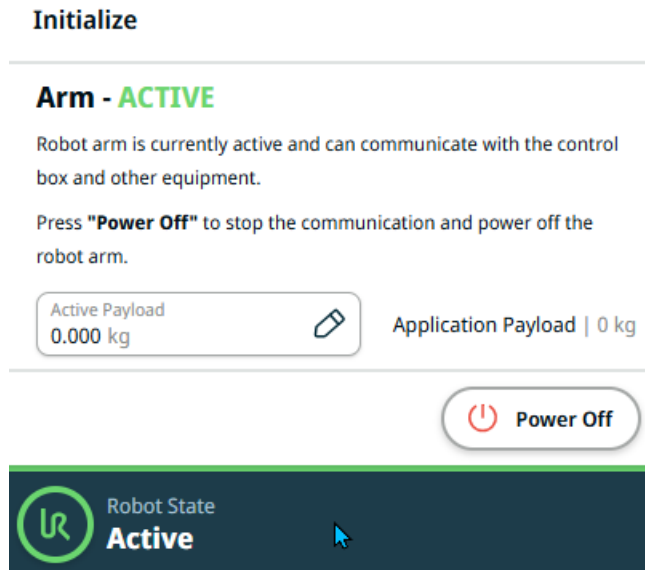 Initialize
Arm - ACTIVE
Robot arm is currently active and can communicate with the control
box and other equipment.
Press "Power Off" to stop the communication and power off the
robot arm.
Active Payload
0.000 kg
Application Payload | 0 kg
Power Off
UR
Robot State
Active